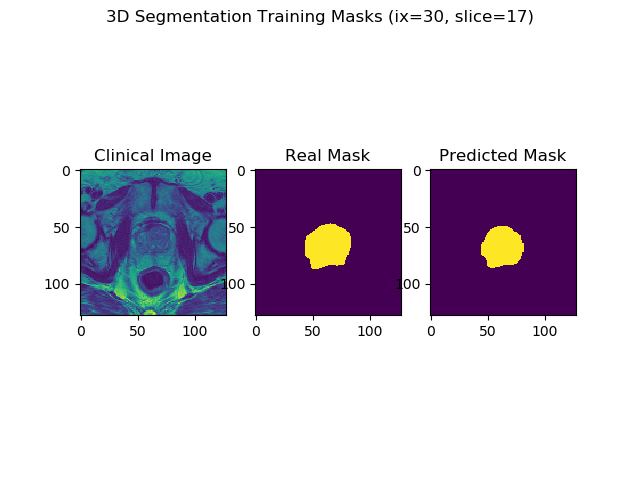 3D Segmentation Training Masks (ix=30, slice=17)
Clinical Image Real Mask Predicted Mask
0 0 0
50 50 50
100 100 100
0 50 100 0 50 100 0 50 100